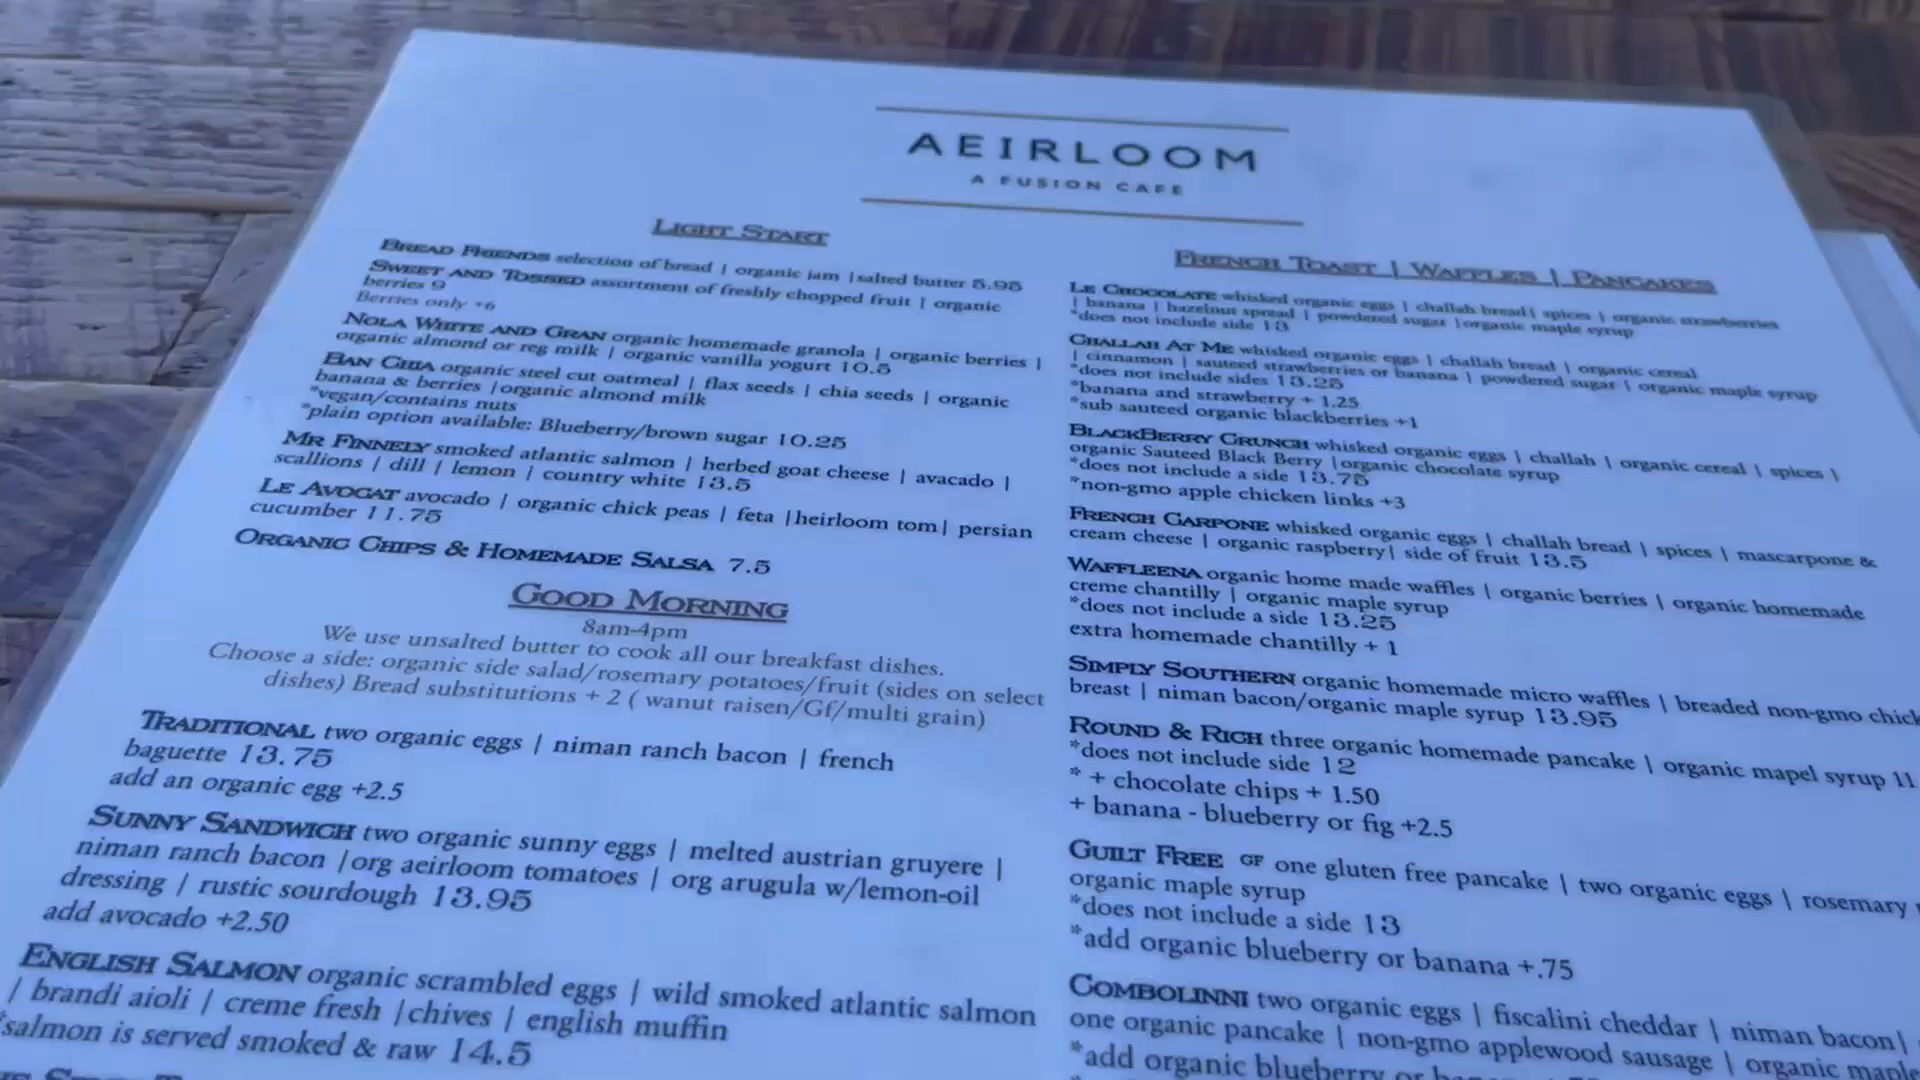 AEIRLOOM
A FUSION CAFE
LIGHT START
BREAD FRIENDS selection of bread | organic jam |salted butter 5.95
SWEET AND TOSSED assortment of freshly chopped fruit | organic
berries 9
Berries only +6
NOLA WHITE AND GRAN organic homemade granola | organic berries |
organic almond or reg milk | organic vanilla yogurt 10.5
BAN CHIA organic steel cut oatmeal | flax seeds | chia seeds | organic
banana & berries |organic almond milk
*vegan/contains nuts
*plain option available: Blueberry/brown sugar 10.25
MR FINNELY smoked atlantic salmon | herbed goat cheese | avacado |
scallions | dill | lemon | country white 13.5
LE AVOCAT avocado | organic chick peas | feta |heirloom tom| persian
cucumber 11.75
ORGANIC CHIPS & HOMEMADE SALSA 7.5
GOOD MORNING
8am-4pm
We use unsalted butter to cook all our breakfast dishes.
Choose a side: organic side salad/rosemary potatoes/fruit (sides on select
dishes) Bread substitutions + 2 ( wanut raisen/Gf/multi grain)
TRADITIONAL two organic eggs | niman ranch bacon | french
baguette 13.75
add an organic egg +2.5
SUNNY SANDWICH two organic sunny eggs | melted austrian gruyere |
niman ranch bacon |org aeirloom tomatoes | org arugula w/lemon-oil
dressing | rustic sourdough 13.95
add avocado +2.50
ENGLISH SALMON organic scrambled eggs | wild smoked atlantic salmon
| brandi aioli | creme fresh |chives | english muffin
*salmon is served smoked & raw 14.5
FRENCH TOAST | WAFFLES | PANCAKES
LE CHOCOLATE whisked organic eggs | challah bread| spices | organic strawberries
| banana | hazelnut spread | powdered sugar |organic maple syrup
*does not include side 13
CHALLAH AT ME whisked organic eggs | challah bread | organic cereal
| cinnamon | sauteed strawberries or banana | powdered sugar | organic maple syrup
*does not include sides 13.25
*banana and strawberry + 1.25
*sub sauteed organic blackberries +1
BLACKBERRY CRUNCH whisked organic eggs | challah | organic cereal | spices |
organic Sauteed Black Berry |organic chocolate syrup
*does not include a side 13.75
*non-gmo apple chicken links +3
FRENCH CARPONE whisked organic eggs | challah bread | spices | mascarpone &
cream cheese | organic raspberry| side of fruit 13.5
WAFFLEENA organic home made waffles | organic berries | organic homemade
creme chantilly | organic maple syrup
*does not include a side 13.25
extra homemade chantilly + 1
SIMPLY SOUTHERN organic homemade micro waffles | breaded non-gmo chick
breast | niman bacon/organic maple syrup 13.95
ROUND & RICH three organic homemade pancake | organic mapel syrup 11
*does not include side 12
* + chocolate chips + 1.50
+ banana - blueberry or fig +2.5
GUILT FREE GF one gluten free pancake | two organic eggs | rosemary
organic maple syrup
*does not include a side 13
*add organic blueberry or banana +.75
COMBOLINNI two organic eggs | fiscalini cheddar | niman bacon|
one organic pancake | non-gmo applewood sausage | organic maple
*add organic blueberry or